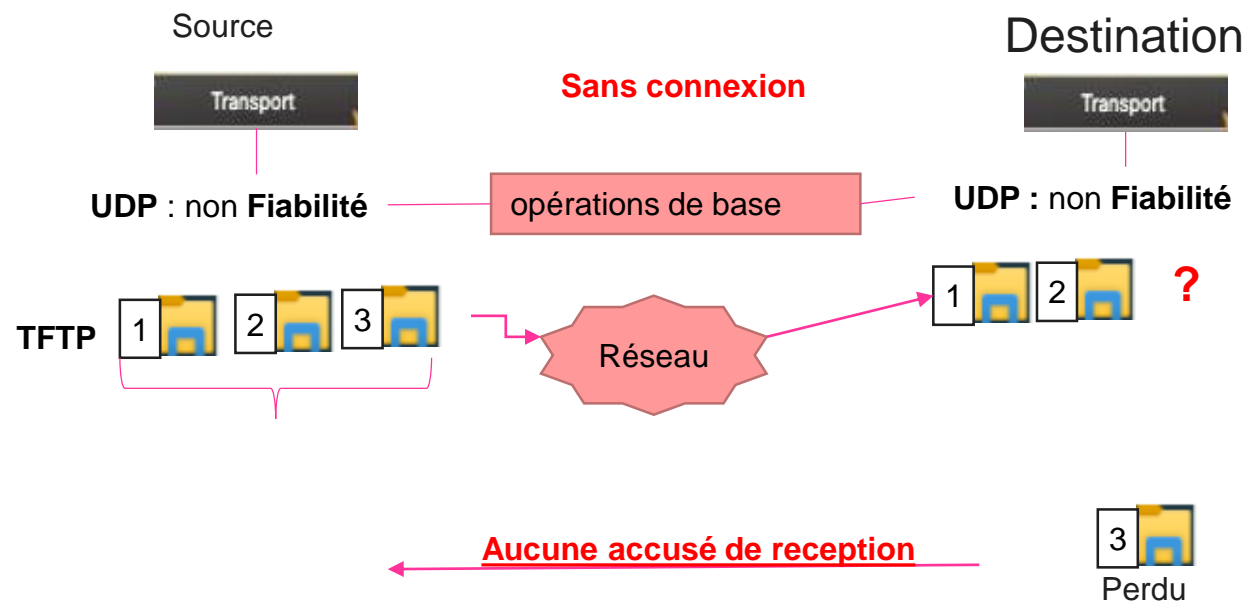 Source
Destination
Transport
Sans connexion
Transport
UDP : non Fiabilité
opérations de base
UDP : non Fiabilité
TFTP
1
2
3
Réseau
1
2
?
Aucune accusé de reception
3
Perdu